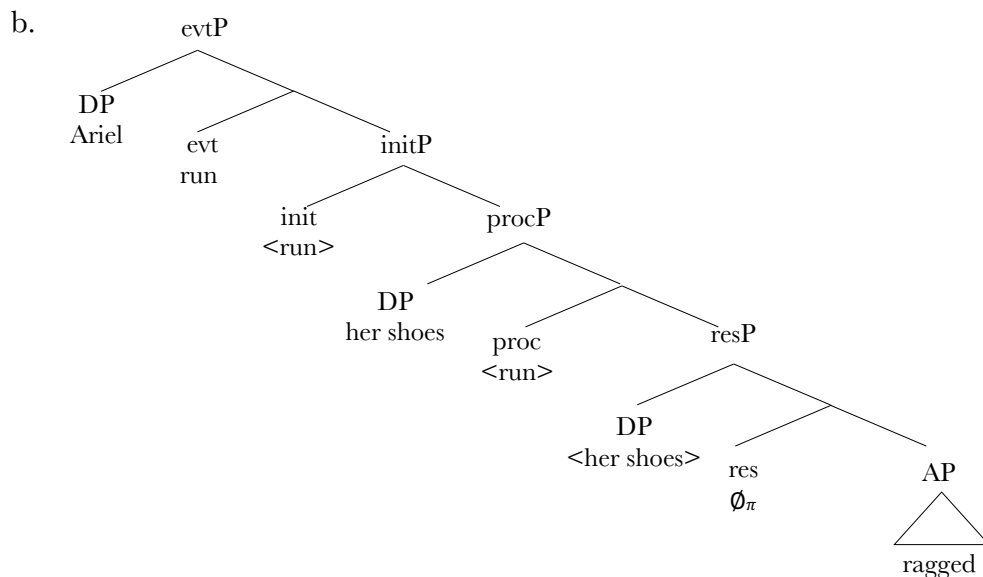 b.
evtP
DP
Ariel
evt
run
initP
init
<run>
procP
DP
her shoes
proc
<run>
resP
DP
<her shoes>
res
∅π
AP
ragged